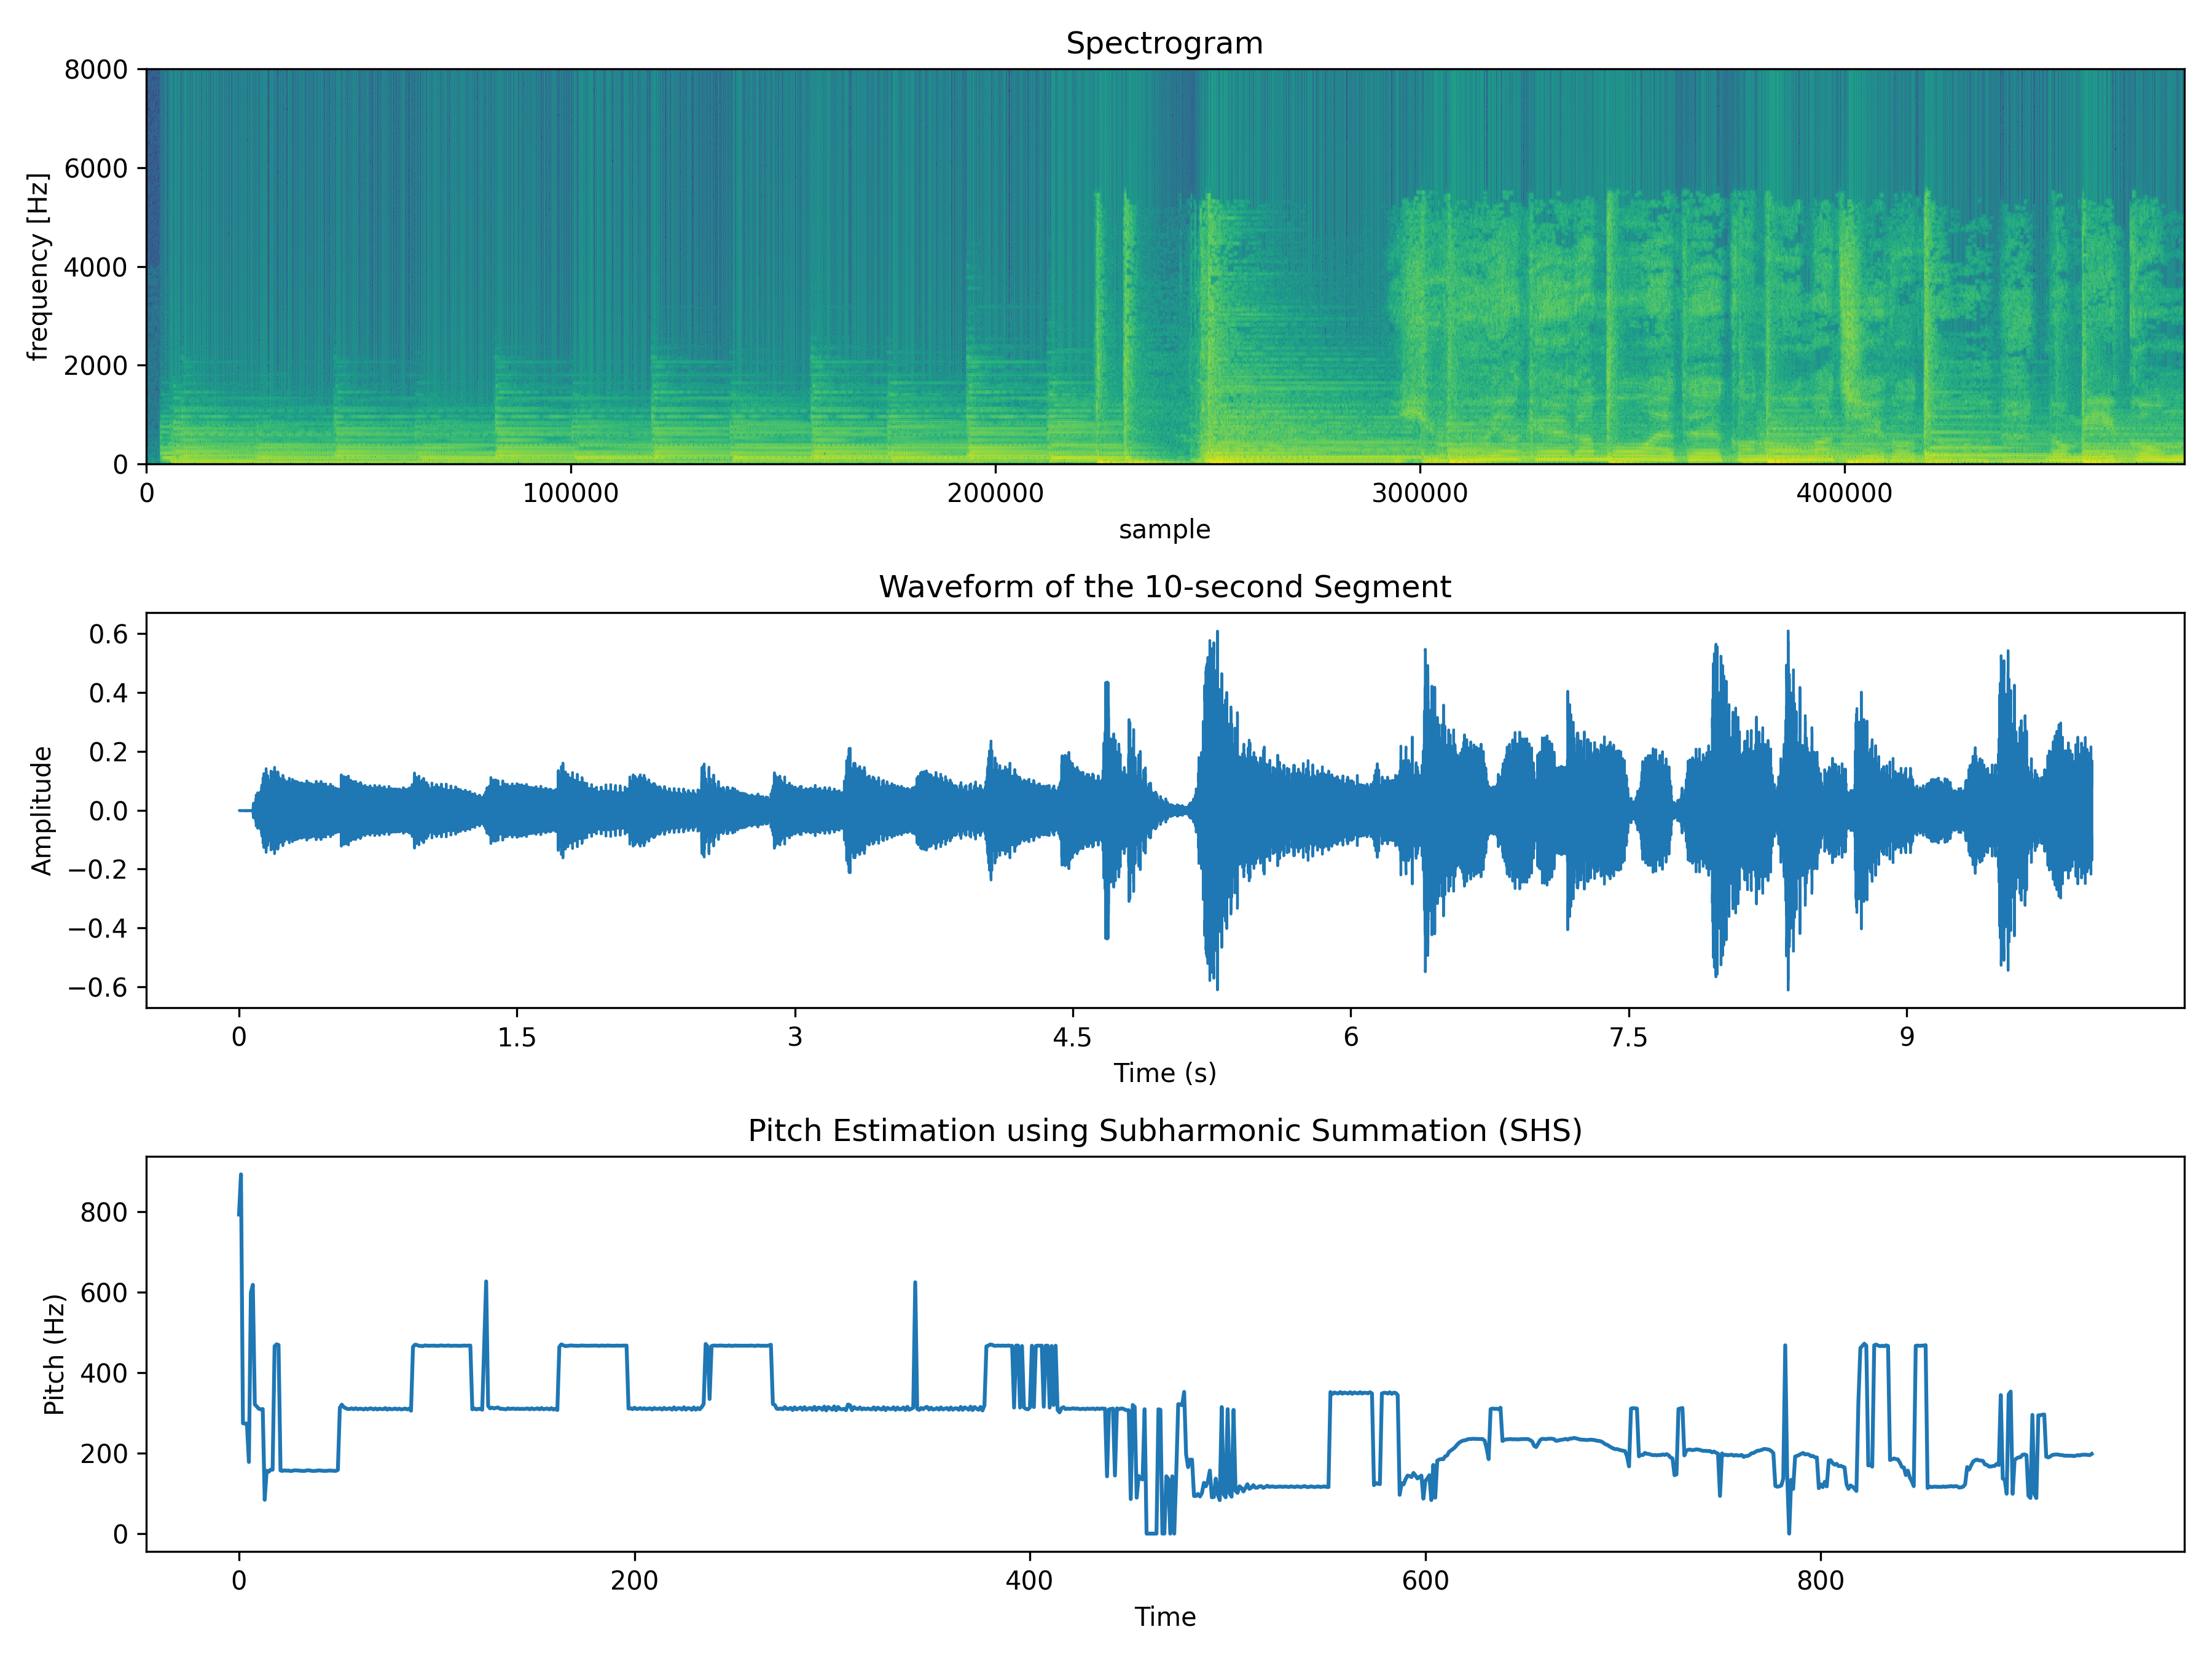 Spectrogram
8000
6000
4000
2000
0
frequency [Hz]
0 100000 200000 300000 400000
sample
Waveform of the 10-second Segment
0.6
0.4
0.2
0.0
−0.2
−0.4
−0.6
Amplitude
0 1.5 3 4.5 6 7.5 9
Time (s)
Pitch Estimation using Subharmonic Summation (SHS)
800
600
400
200
0
Pitch (Hz)
0 200 400 600 800
Time